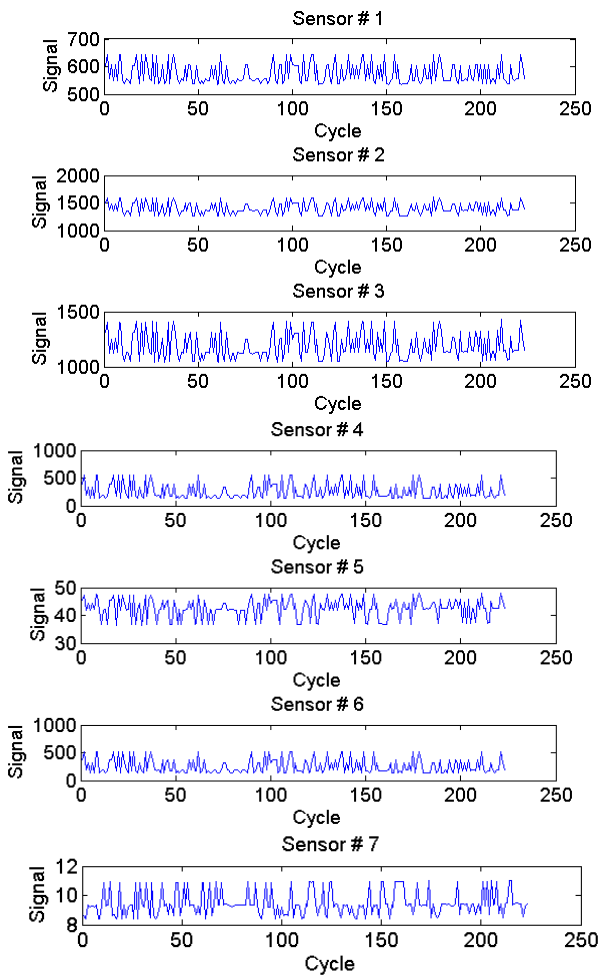 Sensor # 1
700
600
500
Signal
0 50 100 150 200 250
Cycle
Sensor # 2
2000
1500
1000
Signal
0 50 100 150 200 250
Cycle
Sensor # 3
1500
1000
Signal
0 50 100 150 200 250
Cycle
Sensor # 4
1000
500
0
Signal
0 50 100 150 200 250
Cycle
Sensor # 5
50
40
30
Signal
0 50 100 150 200 250
Cycle
Sensor # 6
1000
500
0
Signal
0 50 100 150 200 250
Cycle
Sensor # 7
12
10
8
Signal
0 50 100 150 200 250
Cycle